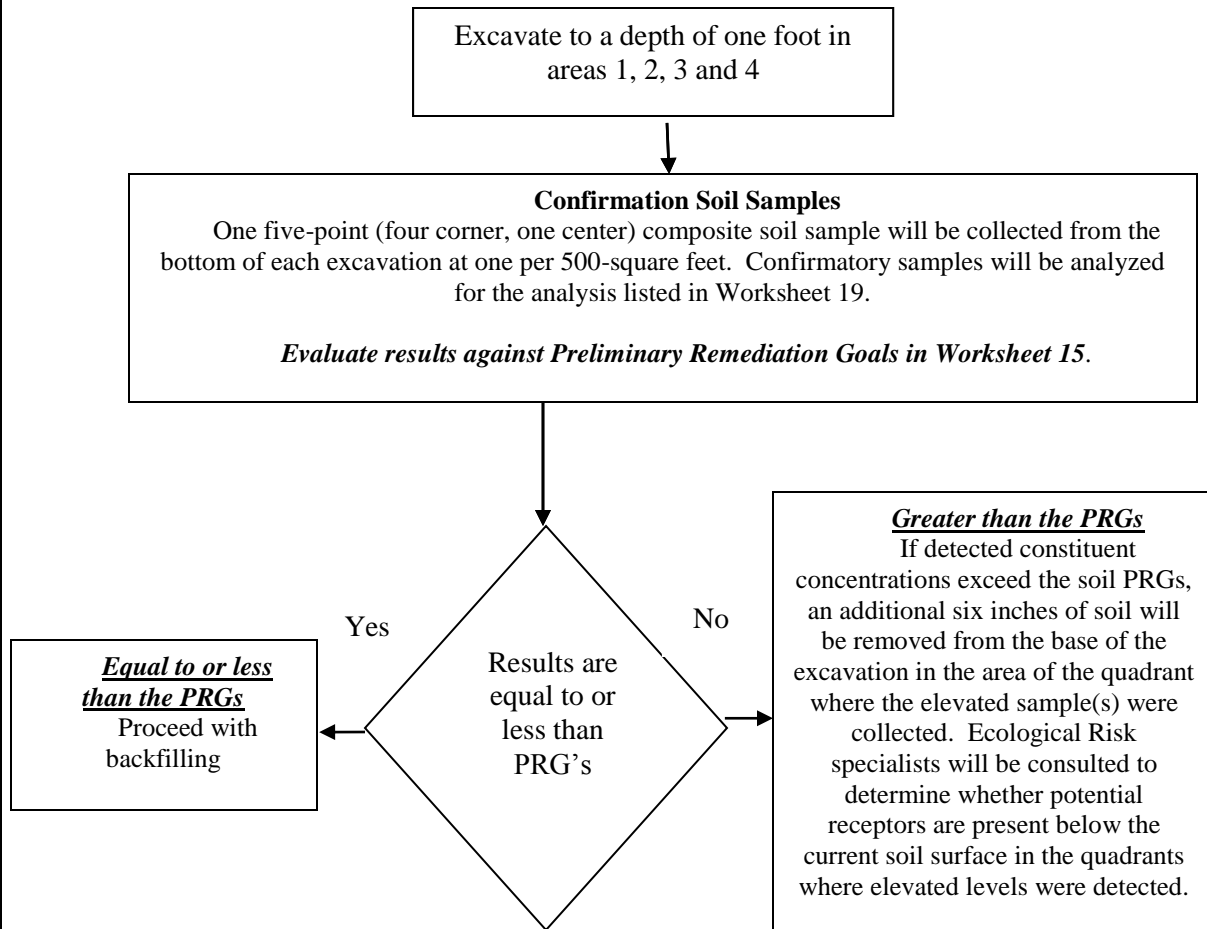 Excavate to a depth of one foot in
areas 1, 2, 3 and 4
Confirmation Soil Samples
One five-point (four corner, one center) composite soil sample will be collected from the
bottom of each excavation at one per 500-square feet.  Confirmatory samples will be analyzed
for the analysis listed in Worksheet 19.
Evaluate results against Preliminary Remediation Goals in Worksheet 15.
Yes
No
Equal to or less
than the PRGs
Proceed with
backfilling
Results are
equal to or
less than
PRG’s
Greater than the PRGs
If detected constituent
concentrations exceed the soil PRGs,
an additional six inches of soil will
be removed from the base of the
excavation in the area of the quadrant
where the elevated sample(s) were
collected.  Ecological Risk
specialists will be consulted to
determine whether potential
receptors are present below the
current soil surface in the quadrants
where elevated levels were detected.